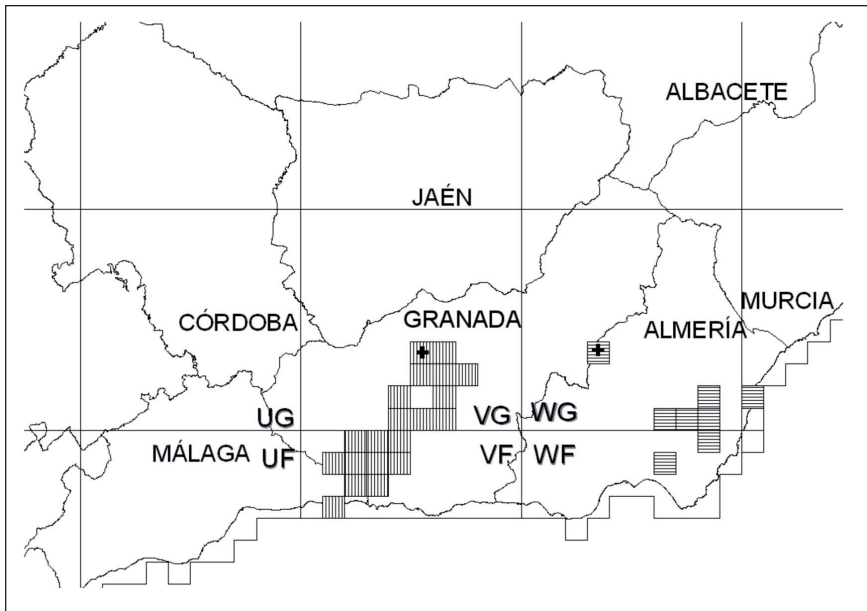 ALBACETE
JAÉN
MURCIA
CÓRDOBA GRANADA ALMERÍA
UG VG WG
MÁLAGA UF VF WF